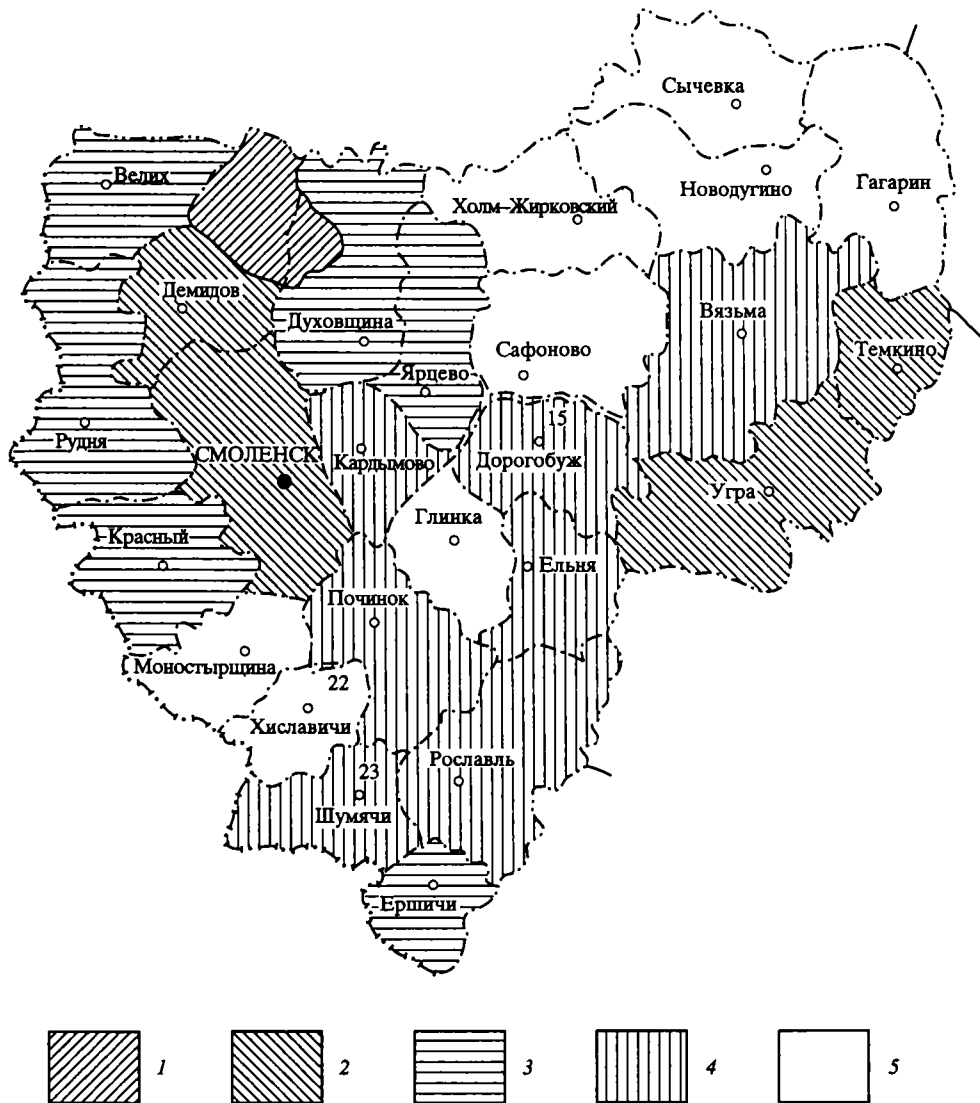 Сычевка
Велих
Новодугино
Гагарин
Холм–Жирковский
Демидов
Духовщина
Вязьма
Сафоново
Темкино
Ярцево
15
Рудня
СМОЛЕНСК
Кардымово
Дорогобуж
Угра
Глинка
Красный
Ельня
Починок
Моностырщина
22
Хиславичи
23
Рославль
Шумячи
Ершичи
1 2 3 4 5